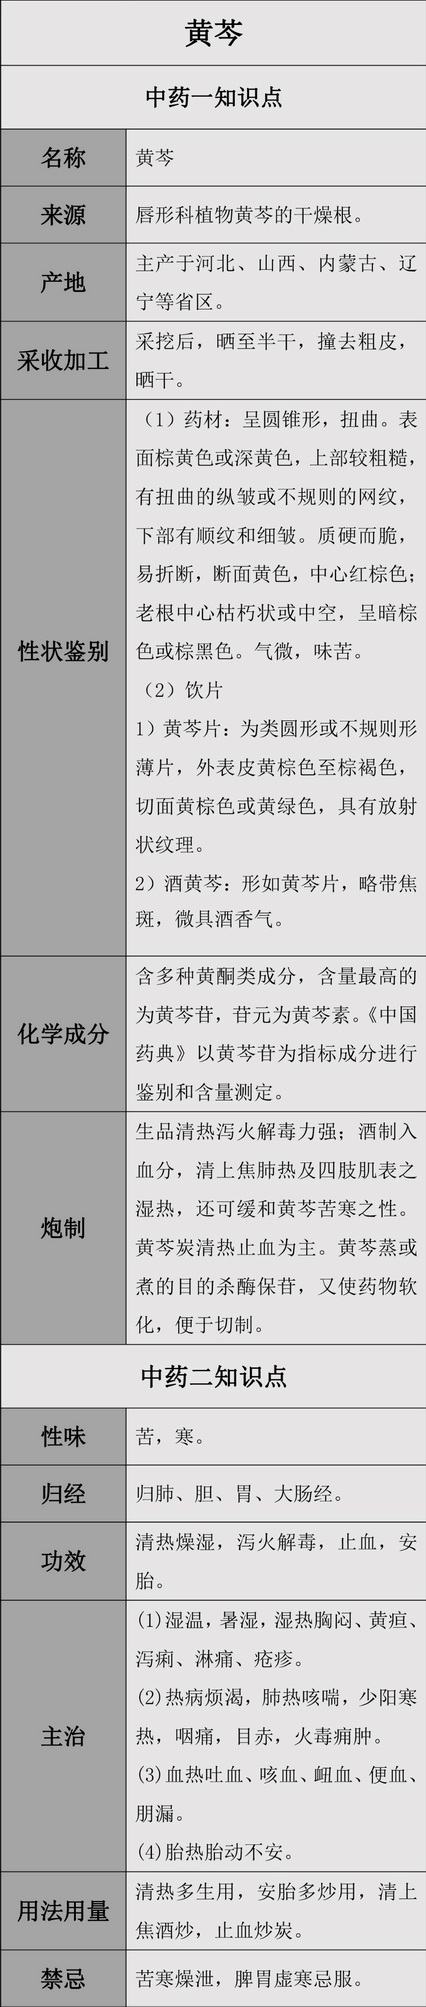 黄芩
中药一知识点
名称
黄芩
来源
唇形科植物黄芩的干燥根。
产地
主产于河北、山西、内蒙古、辽
宁等省区。
采收加工
采挖后，晒至半干，撞去粗皮，
晒干。
性状鉴别
（1）药材：呈圆锥形，扭曲。表
面棕黄色或深黄色，上部较粗糙，
有扭曲的纵皱或不规则的网纹，
下部有顺纹和细皱。质硬而脆，
易折断，断面黄色，中心红棕色；
老根中心枯朽状或中空，呈暗棕
色或棕黑色。气微，味苦。
（2）饮片
1）黄芩片：为类圆形或不规则形
薄片，外表皮黄棕色至棕褐色，
切面黄棕色或黄绿色，具有放射
状纹理。
2）酒黄芩：形如黄芩片，略带焦
斑，微具酒香气。
化学成分
含多种黄酮类成分，含量最高的
为黄芩苷，苷元为黄芩素。《中国
药典》以黄芩苷为指标成分进行
鉴别和含量测定。
炮制
生品清热泻火解毒力强；酒制入
血分，清上焦肺热及四肢肌表之
湿热，还可缓和黄芩苦寒之性。
黄芩炭清热止血为主。黄芩蒸或
煮的目的杀酶保苷，又使药物软
化，便于切制。
中药二知识点
性味
苦，寒。
归经
归肺、胆、胃、大肠经。
功效
清热燥湿，泻火解毒，止血，安
胎。
主治
(1)湿温，暑湿，湿热胸闷、黄疸、
泻痢、淋痛、疮疹。
(2)热病烦渴，肺热咳喘，少阳寒
热，咽痛，目赤，火毒痈肿。
(3)血热吐血、咳血、衄血、便血、
朋漏。
(4)胎热胎动不安。
用法用量
清热多生用，安胎多炒用，清上
焦酒炒，止血炒炭。
禁忌
苦寒燥泄，脾胃虚寒忌服。